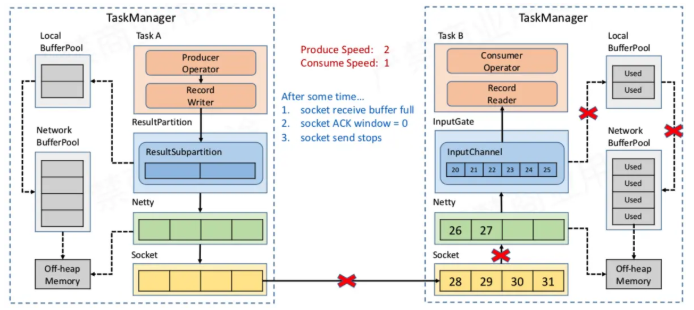 TaskManager
Local
BufferPool
Task A
Producer
Operator
Record
Writer
ResultPartition
ResultSubpartition
Network
BufferPool
Netty
Off-heap
Memory
Socket
Produce Speed: 2
Consume Speed: 1
After some time...
1. socket receive buffer full
2. socket ACK window = 0
3. socket send stops
TaskManager
Task B
Consumer
Operator
Record
Reader
InputGate
InputChannel
20 21 22 23 24 25
Netty
26 27
Socket
28 29 30 31
Local
BufferPool
Used
Used
Network
BufferPool
Used
Used
Used
Used
Off-heap
Memory